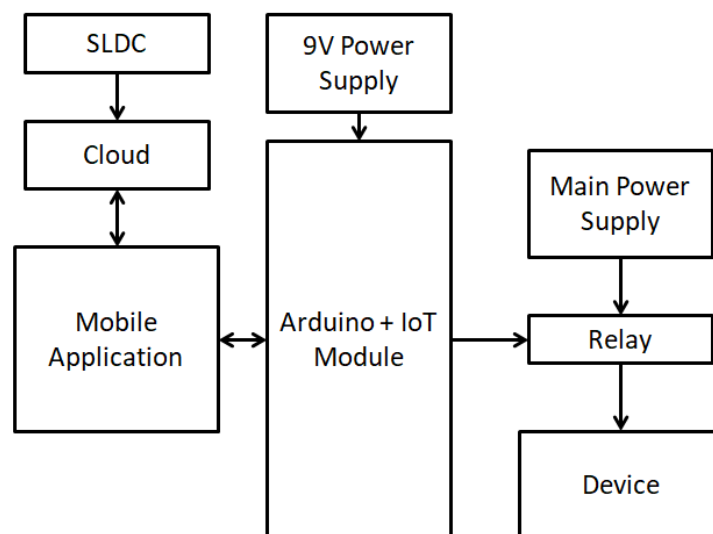 SLDC
9V Power
Supply
Cloud
Main Power
Supply
Mobile
Application
Arduino + IoT
Module
Relay
Device